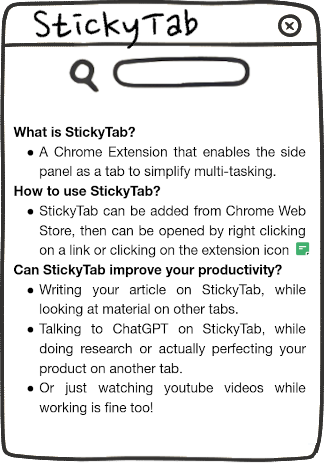 StickyTab
What is StickyTab?
• A Chrome Extension that enables the side
panel as a tab to simplify multi-tasking.
How to use StickyTab?
• StickyTab can be added from Chrome Web
Store, then can be opened by right clicking
on a link or clicking on the extension icon
Can StickyTab improve your productivity?
• Writing your article on StickyTab, while
looking at material on other tabs.
• Talking to ChatGPT on StickyTab, while
doing research or actually perfecting your
product on another tab.
• Or just watching youtube videos while
working is fine too!